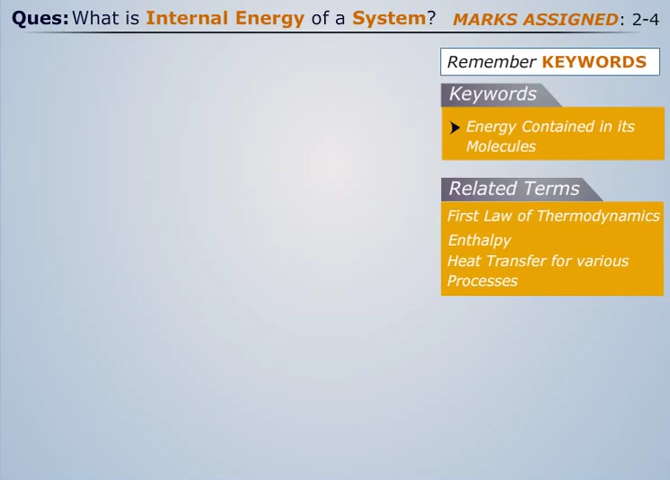 Ques: What is Internal Energy of a System? MARKS ASSIGNED: 2-4
Remember KEYWORDS
Keywords
Energy Contained in its
Molecules
Related Terms
First Law of Thermodynamics
Enthalpy
Heat Transfer for various
Processes